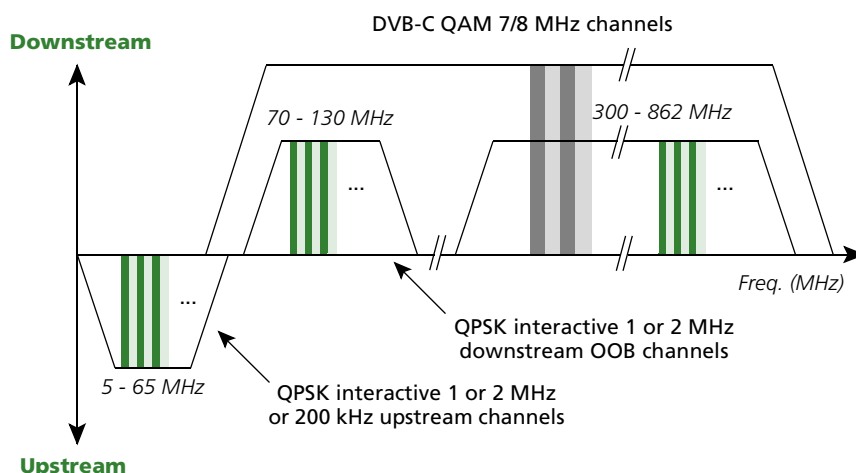 DVB-C QAM 7/8 MHz channels
Downstream
70 - 130 MHz
300 - 862 MHz
...
...
...
Freq. (MHz)
QPSK interactive 1 or 2 MHz
downstream OOB channels
5 - 65 MHz
QPSK interactive 1 or 2 MHz
or 200 kHz upstream channels
Upstream